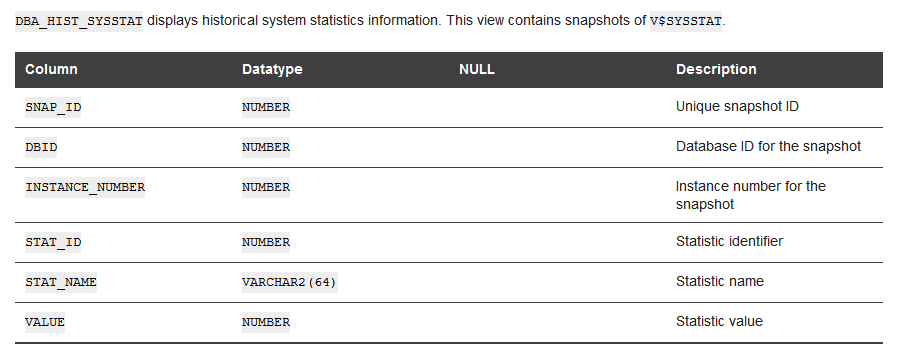 DBA_HIST_SYSSTAT displays historical system statistics information. This view contains snapshots of V$SYSSTAT.
Column Datatype NULL Description
SNAP_ID NUMBER Unique snapshot ID
DBID NUMBER Database ID for the snapshot
INSTANCE_NUMBER NUMBER Instance number for the
snapshot
STAT_ID NUMBER Statistic identifier
STAT_NAME VARCHAR2(64) Statistic name
VALUE NUMBER Statistic value